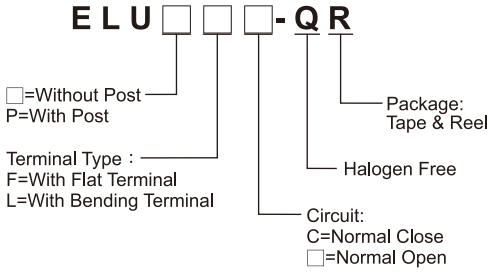 ELU□□□-QR
□=Without Post
P=With Post
Terminal Type：
F=With Flat Terminal
L=With Bending Terminal
Package:
Tape & Reel
Halogen Free
Circuit:
C=Normal Close
□=Normal Open